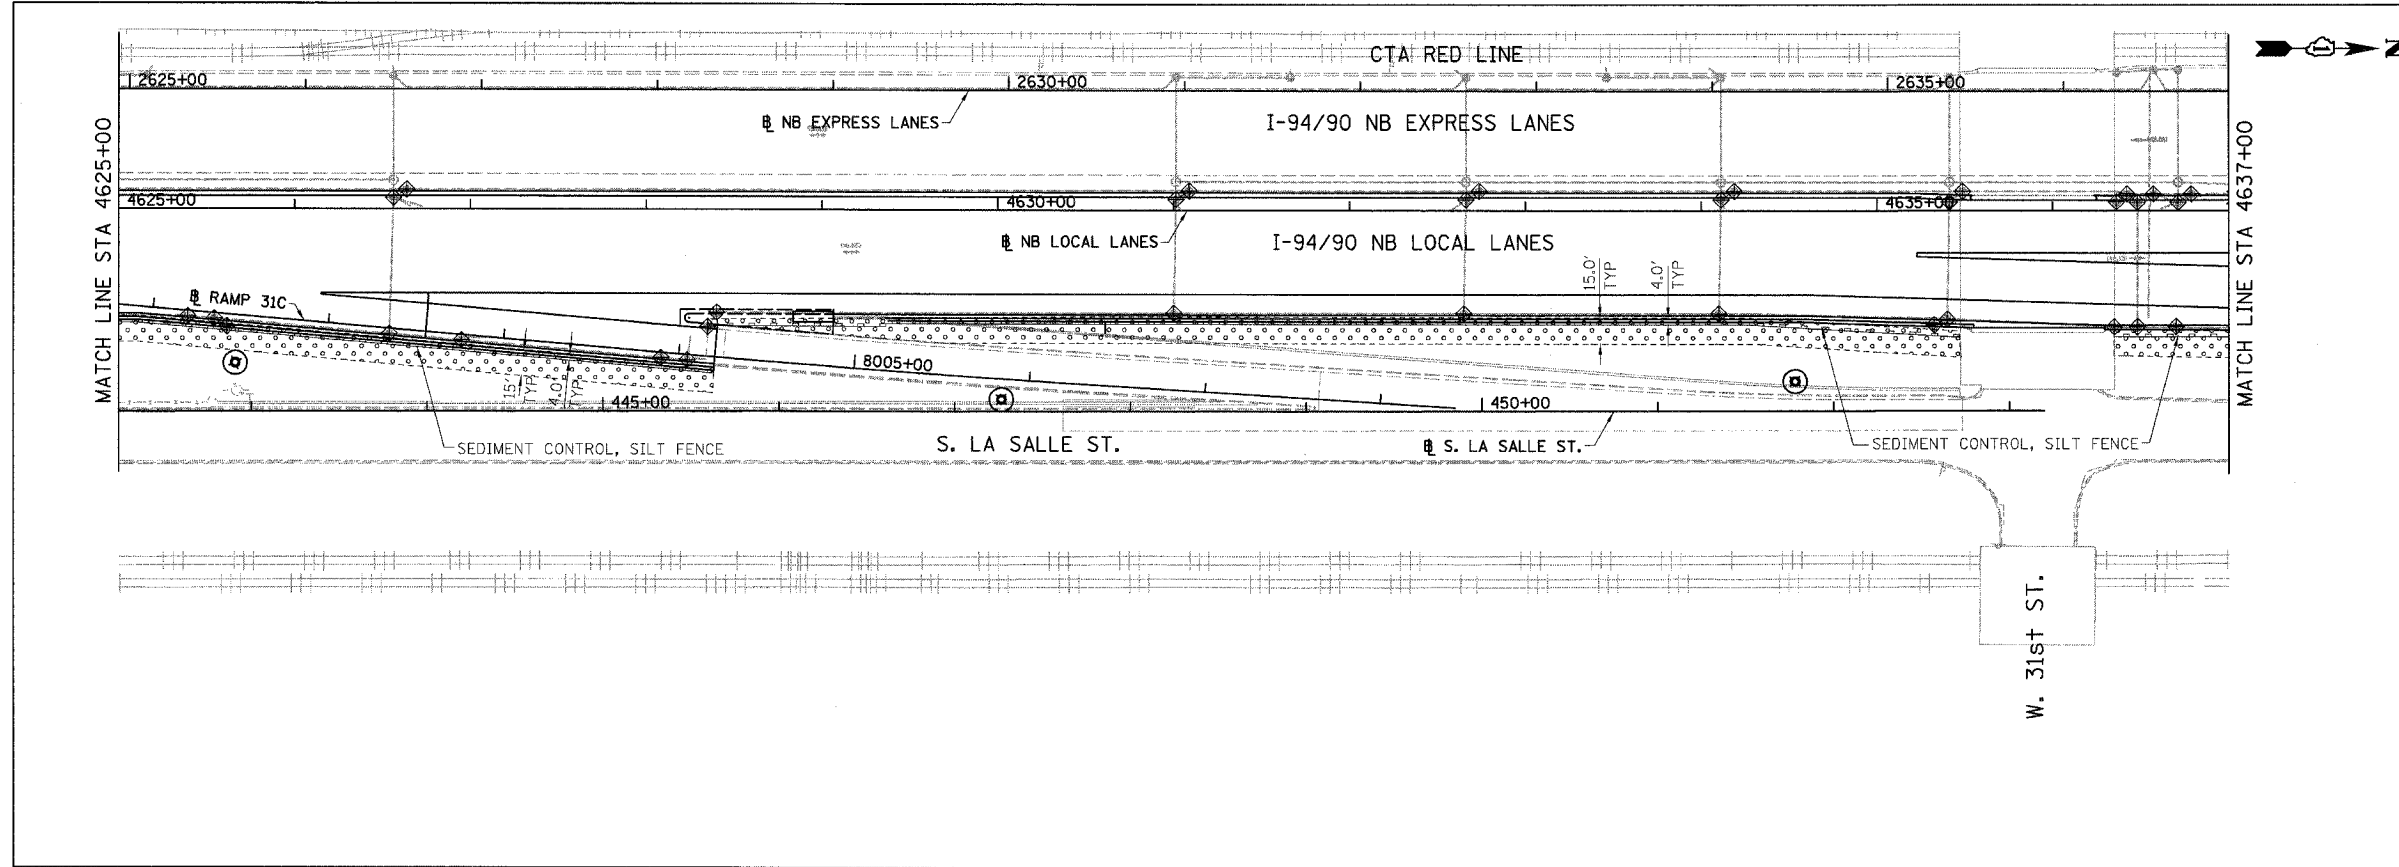 CTA RED LINE
N
2625+00
2630+00
2635+00
℄ NB EXPRESS LANES
I-94/90 NB EXPRESS LANES
MATCH LINE STA 4625+00
MATCH LINE STA 4637+00
4625+00
4630+00
4635+00
℄ NB LOCAL LANES
I-94/90 NB LOCAL LANES
15.0'
TYP
4.0'
TYP
℄ RAMP 31C
8005+00
15'
TYP
4.0'
TYP
445+00
450+00
SEDIMENT CONTROL, SILT FENCE
S. LA SALLE ST.
℄ S. LA SALLE ST.
SEDIMENT CONTROL, SILT FENCE
W. 31st ST.